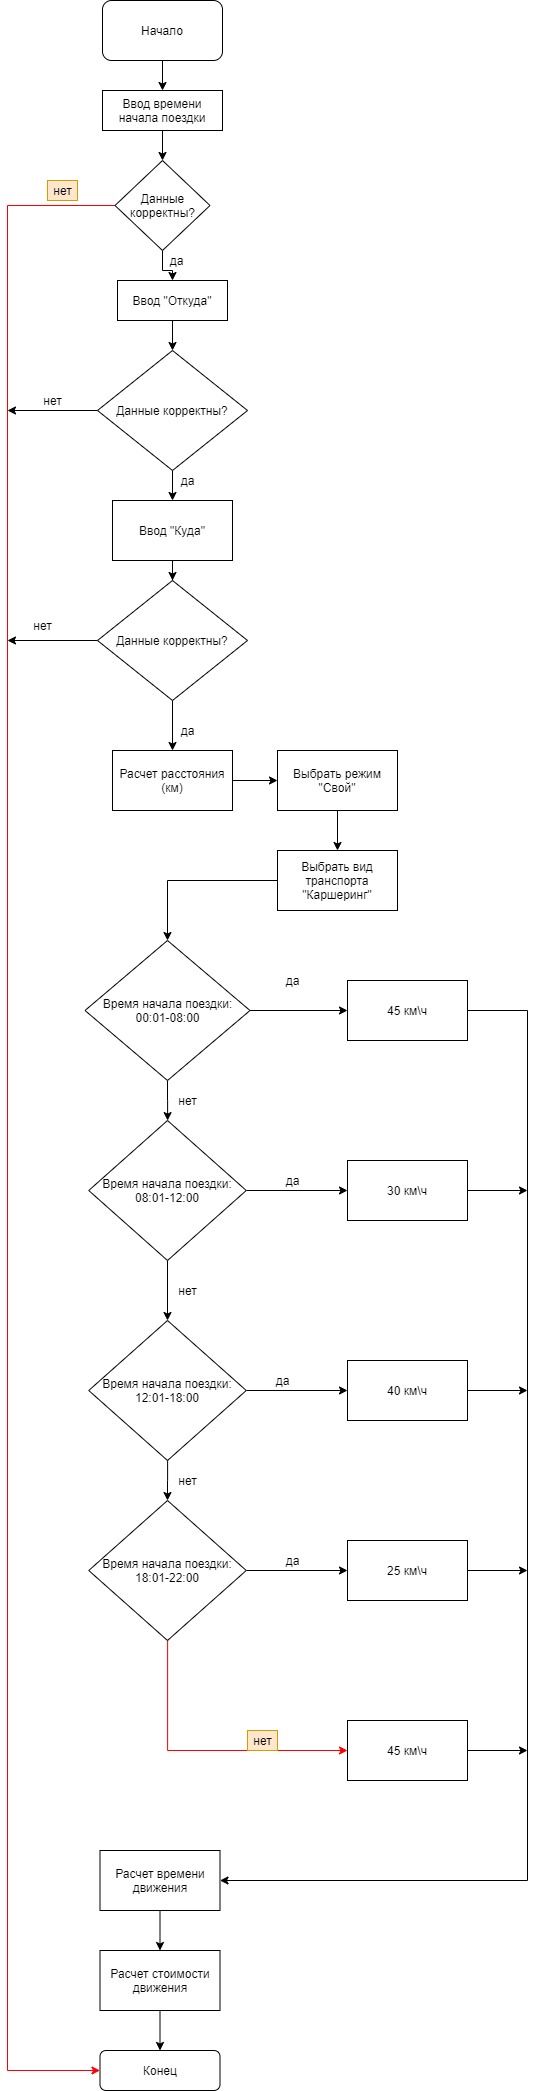 Начало
Ввод времени
начала поездки
нет
Данные
корректны?
да
Ввод "Откуда"
нет
Данные корректны?
да
Ввод "Куда"
нет
Данные корректны?
да
Расчет расстояния
(км)
Выбрать режим
"Свой"
Выбрать вид
транспорта
"Каршеринг"
Время начала поездки:
00:01-08:00
да
45 км\ч
нет
Время начала поездки:
08:01-12:00
да
30 км\ч
нет
Время начала поездки:
12:01-18:00
да
40 км\ч
нет
Время начала поездки:
18:01-22:00
да
25 км\ч
нет
45 км\ч
Расчет времени
движения
Расчет стоимости
движения
Конец